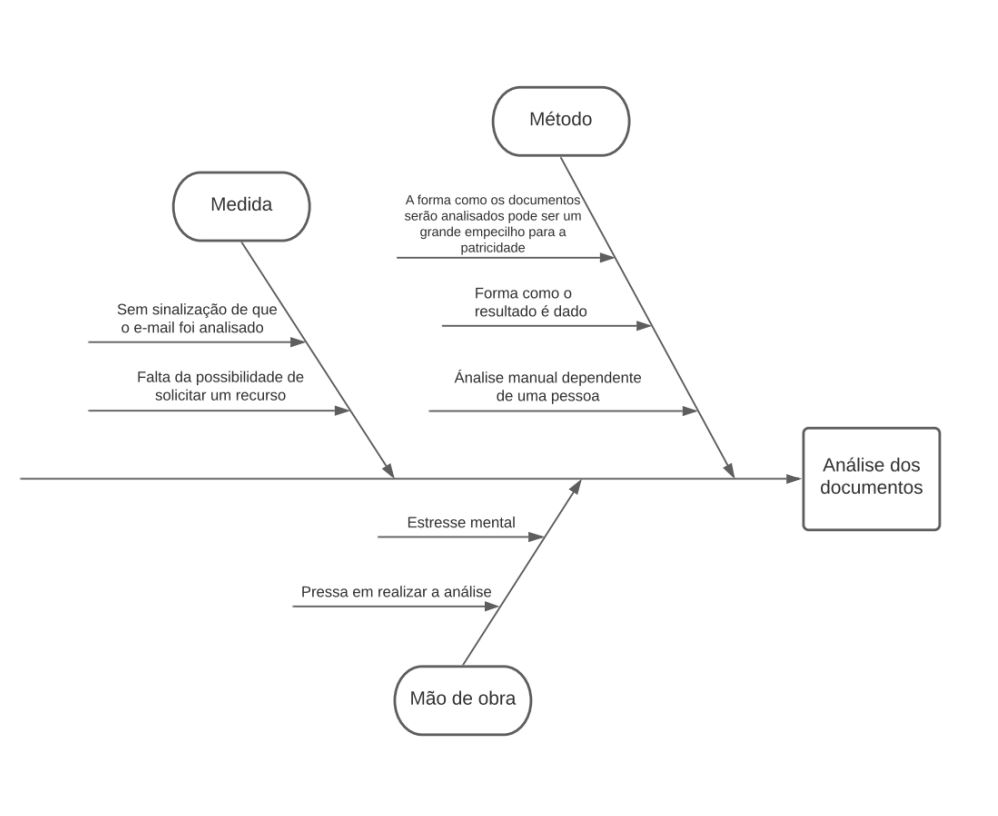 Método
Medida
A forma como os documentos
serão analisados pode ser um
grande empecilho para a
patricidade
Forma como o
resultado é dado
Ánalise manual dependente
de uma pessoa
Sem sinalização de que
o e-mail foi analisado
Falta da possibilidade de
solicitar um recurso
Análise dos
documentos
Estresse mental
Pressa em realizar a análise
Mão de obra